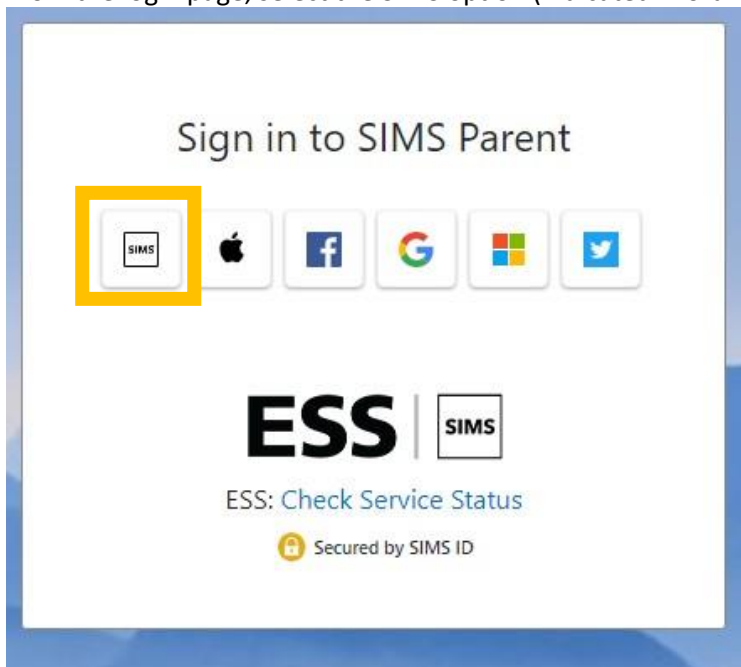 Sign in to SIMS Parent
SIMS
ESS SIMS
ESS: Check Service Status
Secured by SIMS ID